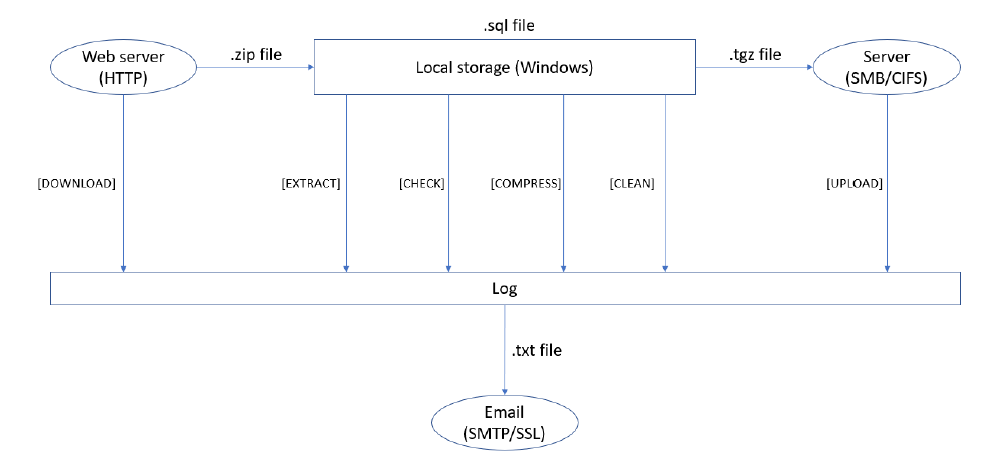 .sql file
Web server
(HTTP)
.zip file
Local storage (Windows)
.tgz file
Server
(SMB/CIFS)
[DOWNLOAD]
[EXTRACT]
[CHECK]
[COMPRESS]
[CLEAN]
[UPLOAD]
Log
.txt file
Email
(SMTP/SSL)